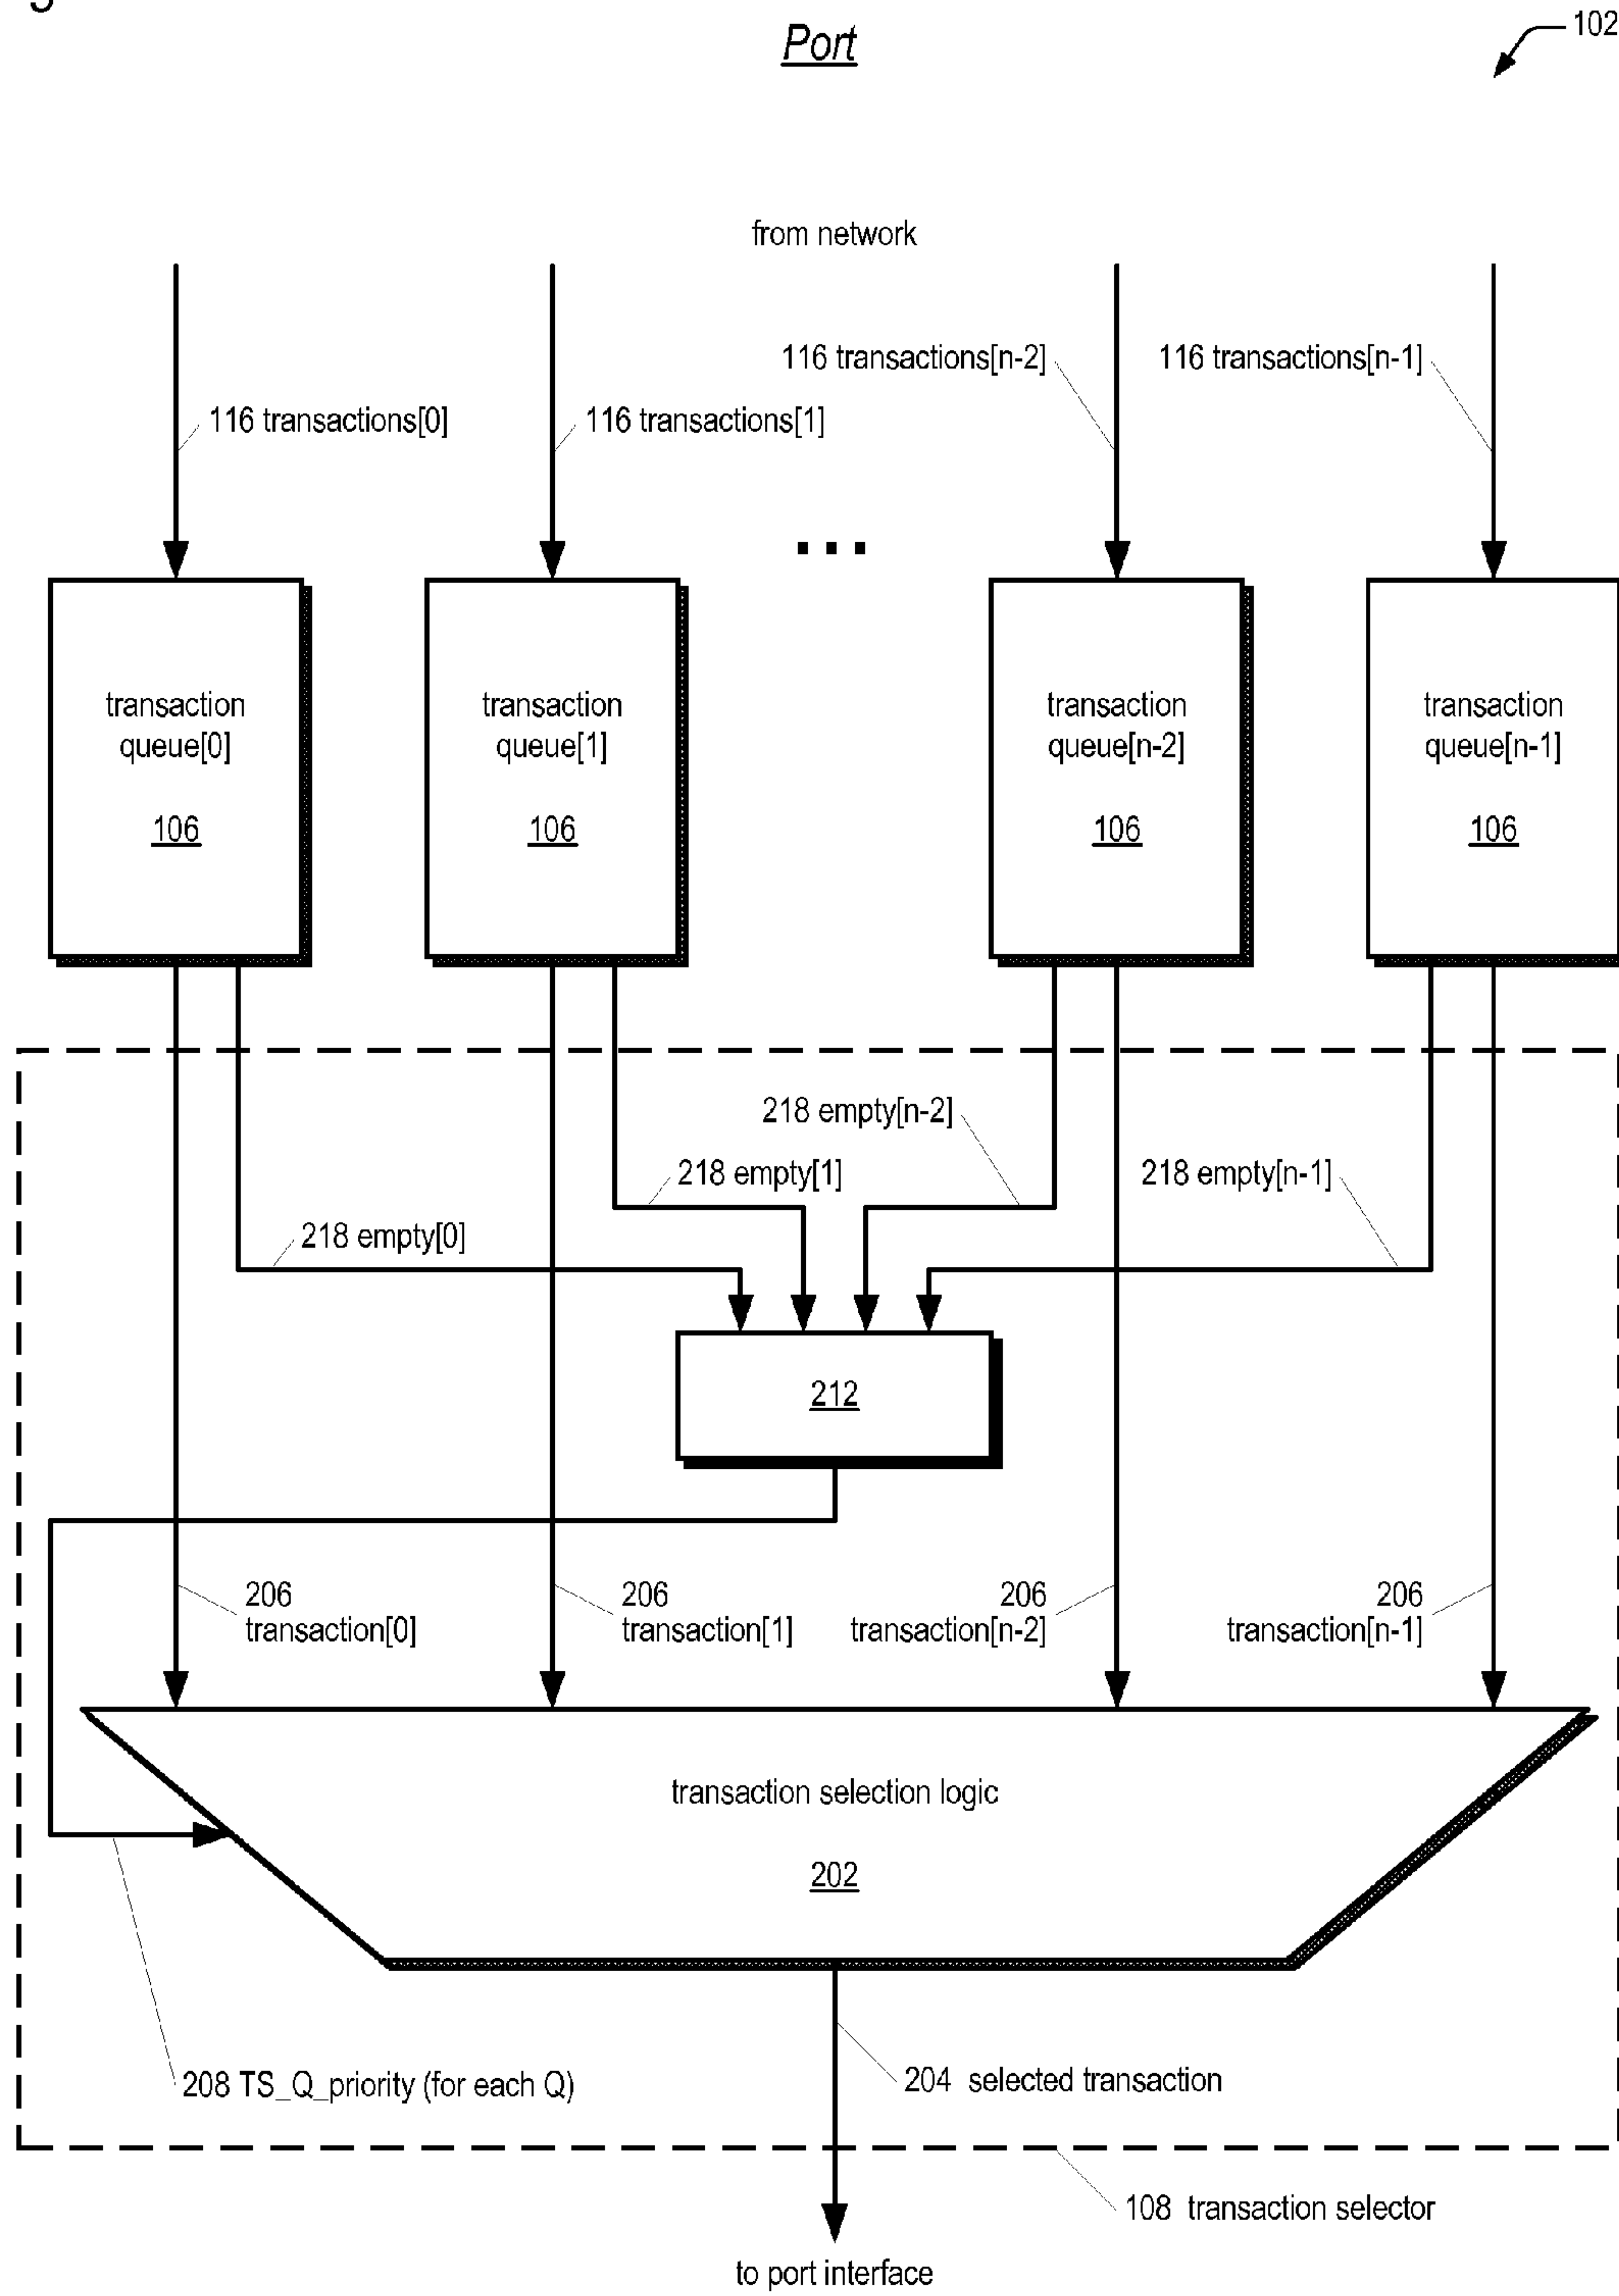 Port
102
from network
116 transactions[n-2]
116 transactions[n-1]
116 transactions[0]
116 transactions[1]
...
transaction
queue[0]
106
transaction
queue[1]
106
transaction
queue[n-2]
106
transaction
queue[n-1]
106
218 empty[n-2]
218 empty[1]
218 empty[n-1]
218 empty[0]
212
206
transaction[0]
206
transaction[1]
206
transaction[n-2]
206
transaction[n-1]
transaction selection logic
202
208 TS_Q_priority (for each Q)
204 selected transaction
108 transaction selector
to port interface